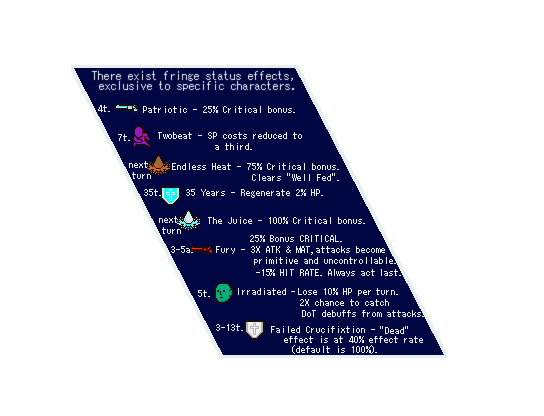 There exist fringe status effects,
exclusive to specific characters.
4t. Patriotic - 25% Critical bonus.
7t. Twobeat - SP costs reduced to
a third.
next turn Endless Heat - 75% Critical bonus.
Clears "Well Fed".
35t. 35 Years - Regenerate 2% HP.
next turn The Juice - 100% Critical bonus.
25% Bonus CRITICAL.
3-5a. Fury - 3X ATK & MAT,attacks become
primitive and uncontrollable.
-15% HIT RATE. Always act last.
5t. Irradiated -Lose 10% HP per turn.
2X chance to catch
DoT debuffs from attacks.
3-13t. Failed Crucifixtion - "Dead"
effect is at 40% effect rate
(default is 100%).